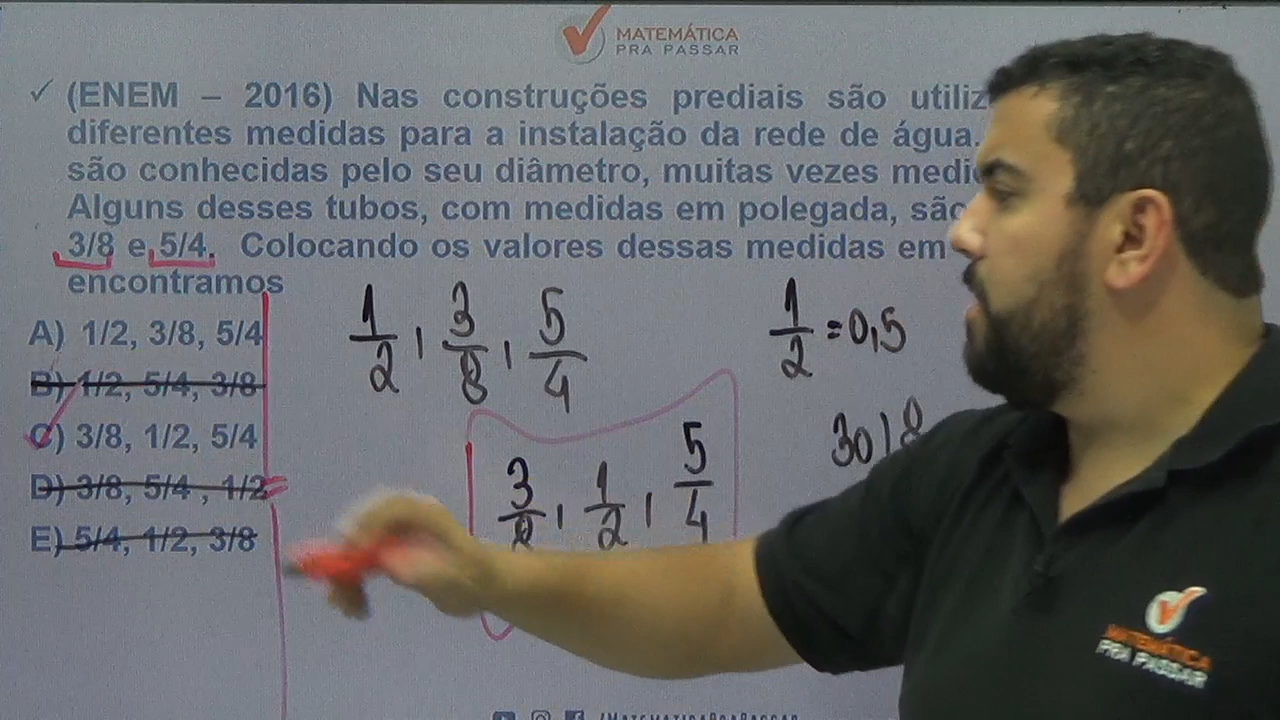 MATEMÁTICA
PRA PASSAR
(ENEM – 2016) Nas construções prediais são
diferentes medidas para a instalação da rede de água.
são conhecidas pelo seu diâmetro, muitas vezes
Alguns desses tubos, com medidas em polegada, são
3/8 e 5/4. Colocando os valores dessas medidas em
encontramos
A) 1/2, 3/8, 5/4
B) 1/2, 5/4, 3/8
C) 3/8, 1/2, 5/4
D) 3/8, 5/4 , 1/2
E) 5/4, 1/2, 3/8
1/2 , 3/8 , 5/4
1/2 = 0,5
30 8
3/8 , 1/2 , 5/4
MATEMÁTICA
PRA PASSAR
/MATEMATICAPRAPASSAR